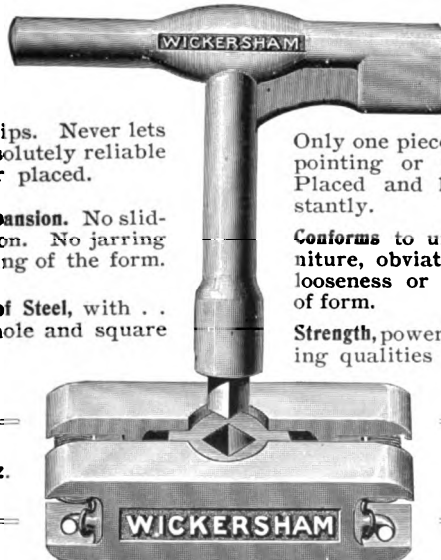 WICKERSHAM
ips. Never lets
solutely reliable
placed.
pansion. No slid-
on. No jarring
ng of the form.
of Steel, with . .
hole and square
z.
Only one piece
pointing or
Placed and
stantly.
Conforms to u
niture, obviat
looseness or
of form.
Strength, power
ing qualities
WICKERSHAM